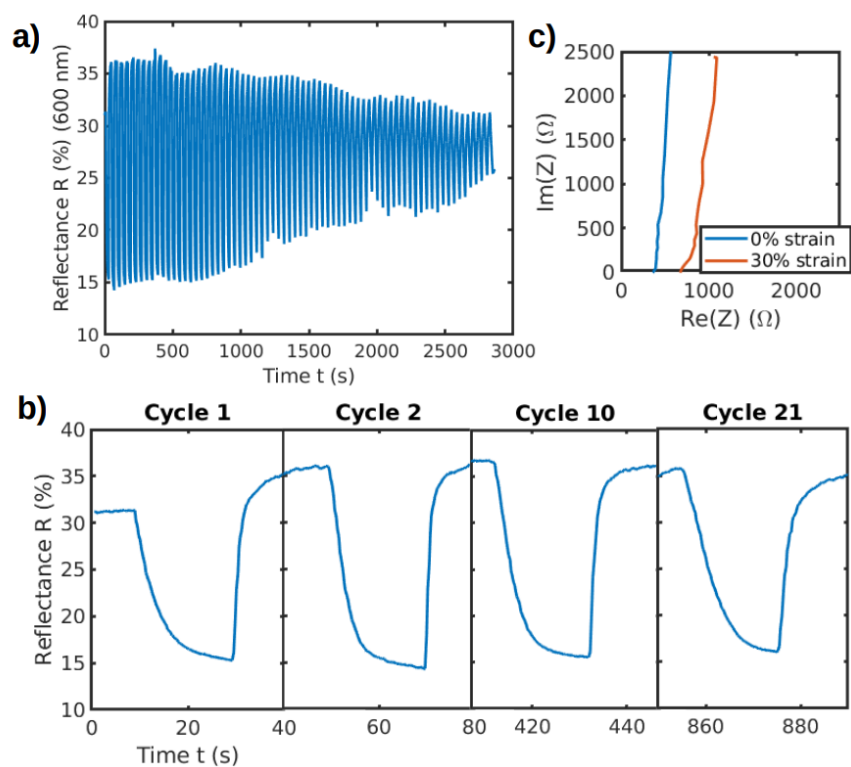 a)
Reflectance R (%) (600 nm)
40
35
30
25
20
15
10
0 500 1000 1500 2000 2500 3000
Time t (s)
c)
Im(Z) (Ω)
2500
2000
1500
1000
500
0
0% strain
30% strain
0 1000 2000
Re(Z) (Ω)
b)
Cycle 1 Cycle 2 Cycle 10 Cycle 21
Reflectance R (%)
40
35
30
25
20
15
10
0 20 40 60 80 420 440 860 880
Time t (s)